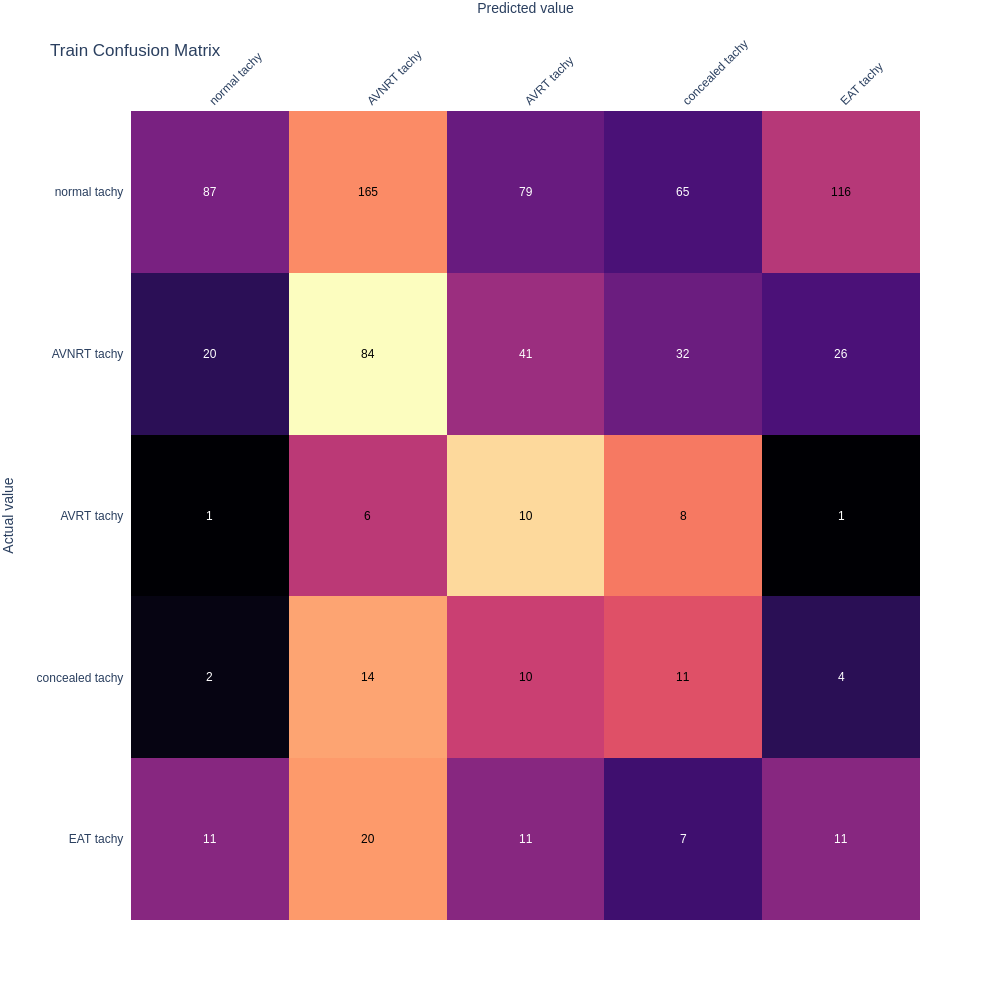 Predicted value
Train Confusion Matrix
normal tachy
AVNRT tachy
AVRT tachy
concealed tachy
EAT tachy
Actual value
normal tachy 87 165 79 65 116
AVNRT tachy 20 84 41 32 26
AVRT tachy 1 6 10 8 1
concealed tachy 2 14 10 11 4
EAT tachy 11 20 11 7 11